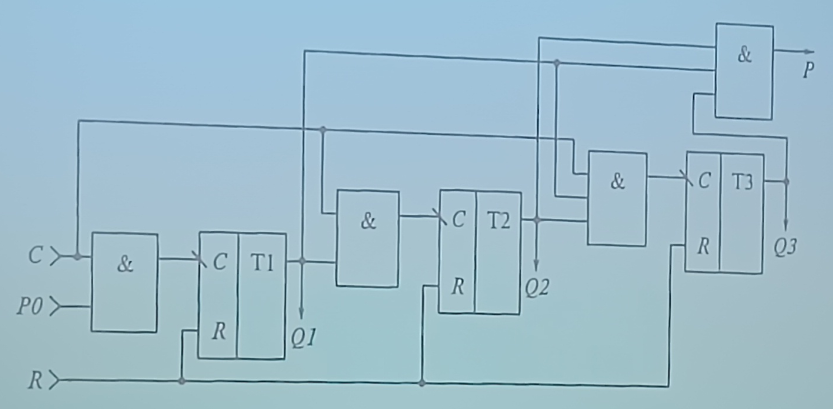 &
P
& C T3
& C T2
C & C T1
R Q3
P0 R Q2
R Q1
R